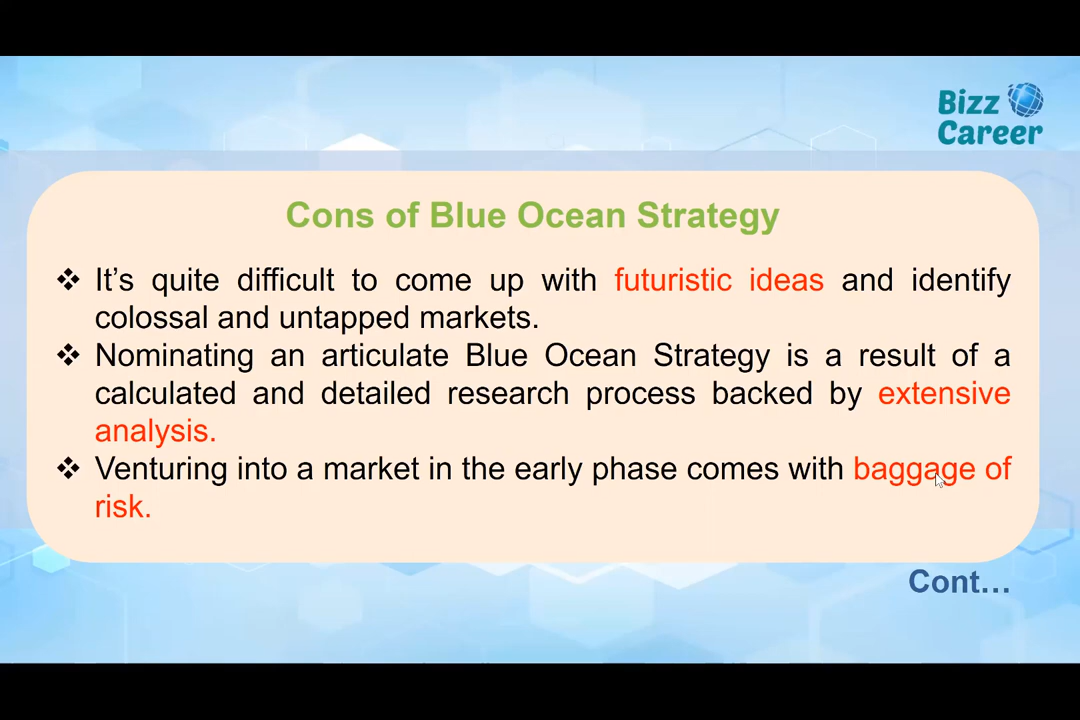 Bizz
Career
Cons of Blue Ocean Strategy
❖ It’s quite difficult to come up with futuristic ideas and identify
colossal and untapped markets.
❖ Nominating an articulate Blue Ocean Strategy is a result of a
calculated and detailed research process backed by extensive
analysis.
❖ Venturing into a market in the early phase comes with baggage of
risk.
Cont…